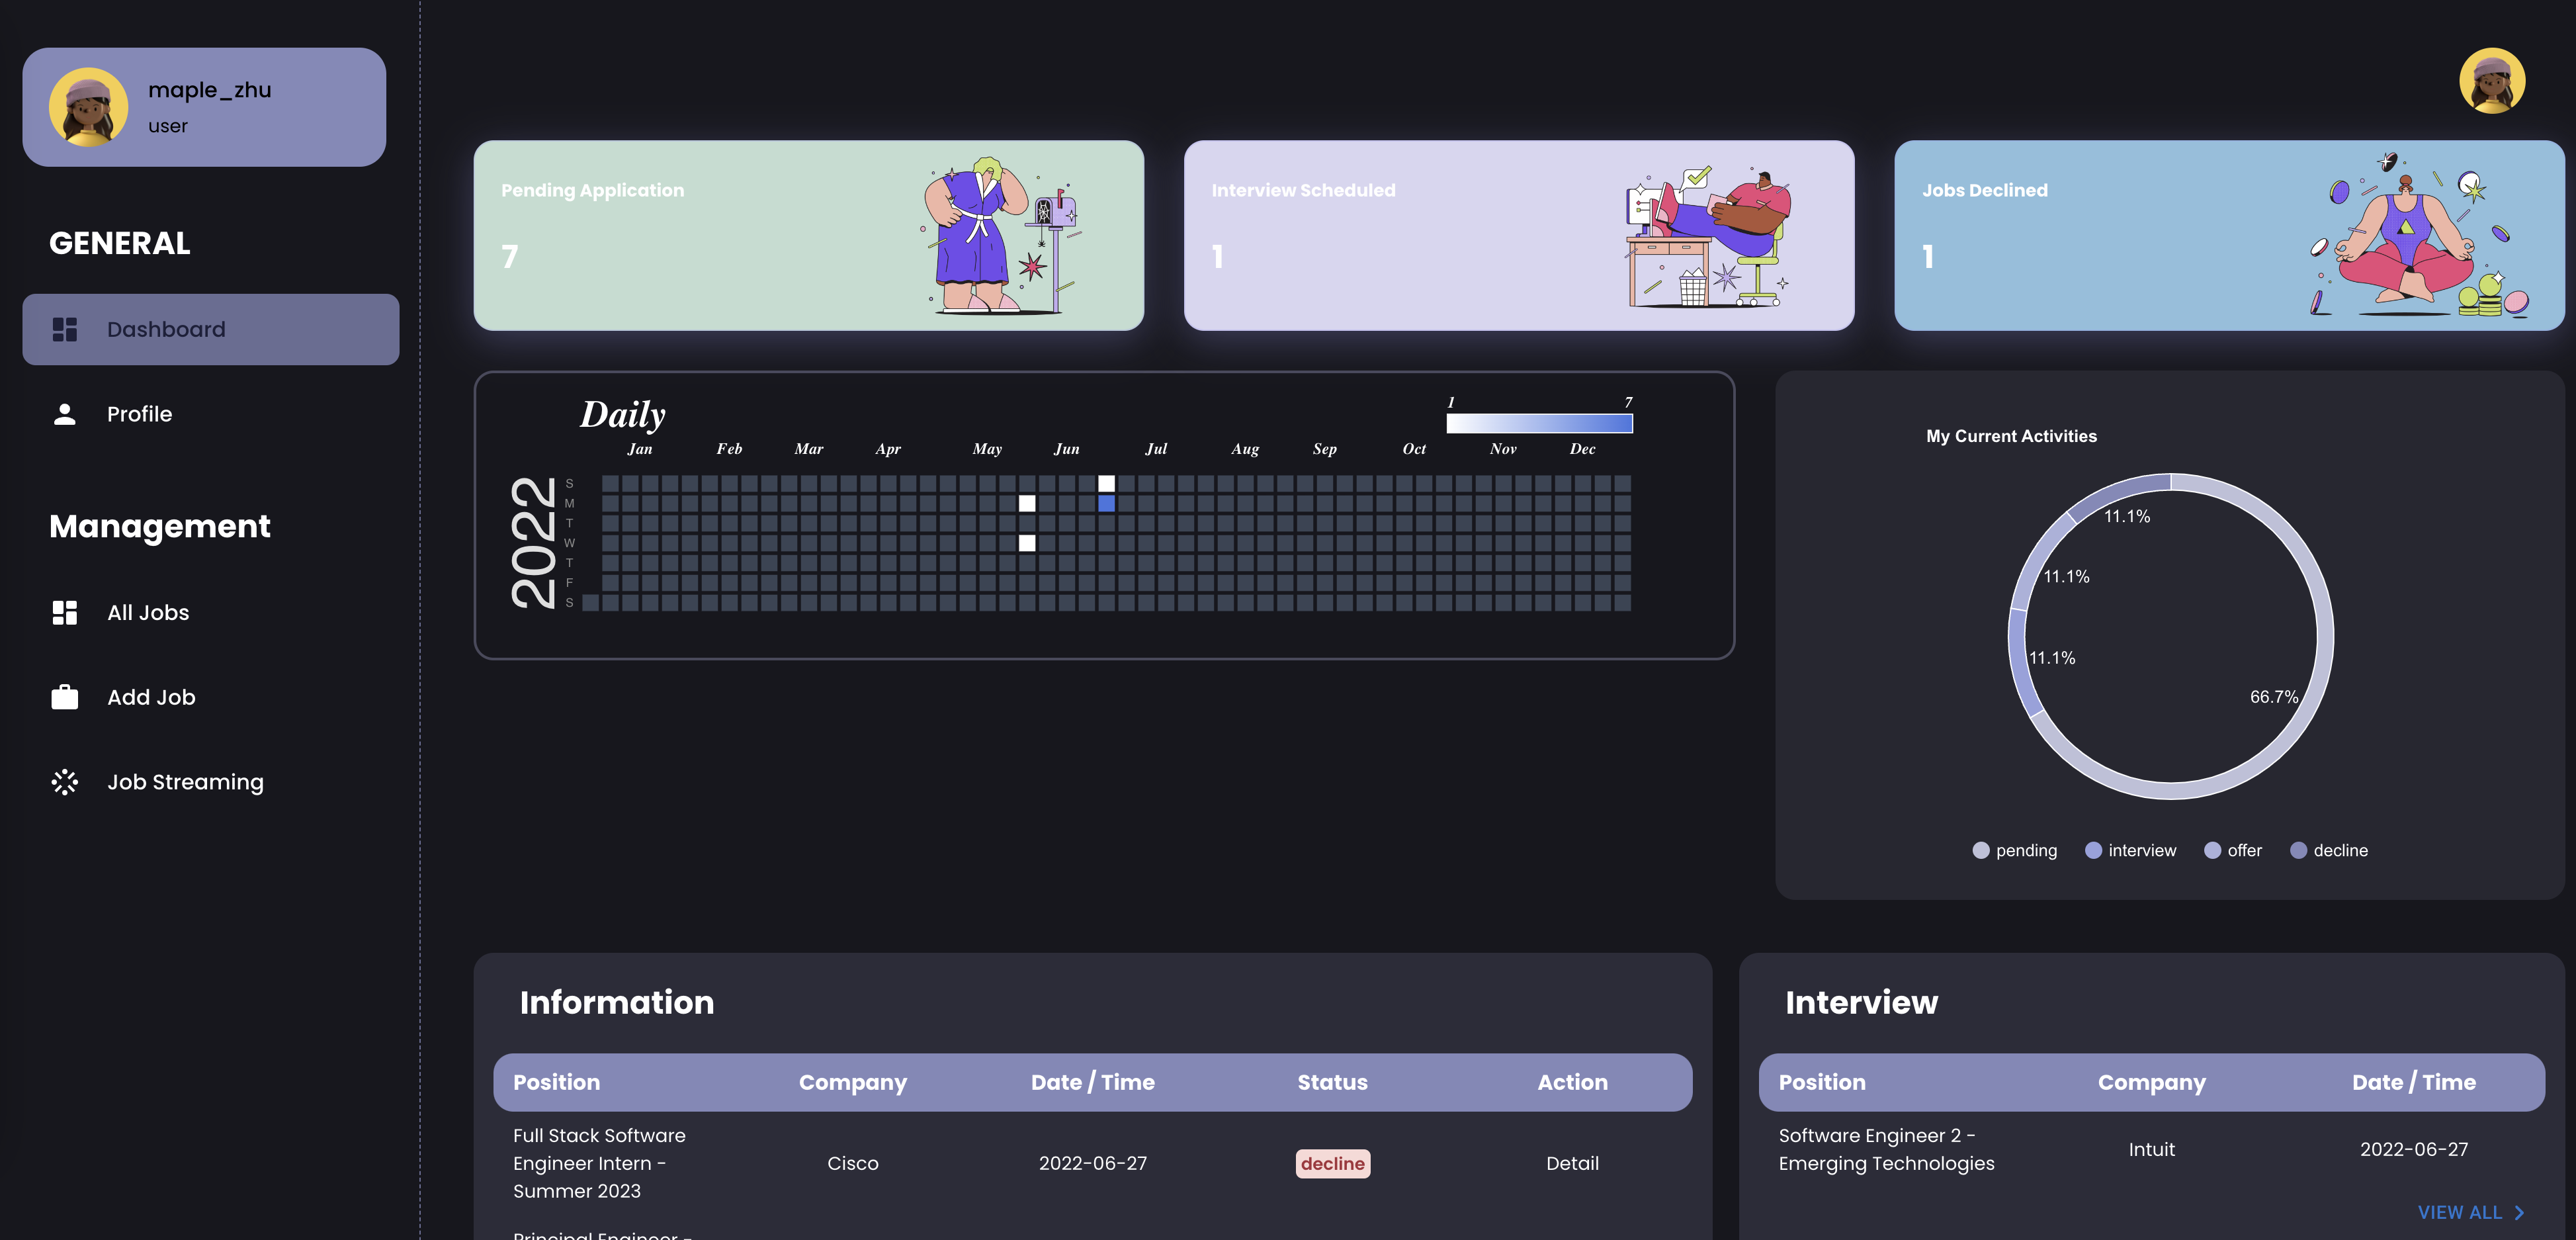 maple_zhu
user
GENERAL
Dashboard
Profile
Management
All Jobs
Add Job
Job Streaming
Pending Application
7
Interview Scheduled
1
Jobs Declined
1
Daily
1 7
Jan Feb Mar Apr May Jun Jul Aug Sep Oct Nov Dec
2022
S
M
T
W
T
F
S
My Current Activities
11.1%
11.1%
11.1%
66.7%
pending interview offer decline
Information
Position Company Date / Time Status Action
Full Stack Software
Engineer Intern -
Summer 2023
Cisco 2022-06-27 decline Detail
Principal Engineer -
Interview
Position Company Date / Time
Software Engineer 2 -
Emerging Technologies
Intuit 2022-06-27
VIEW ALL